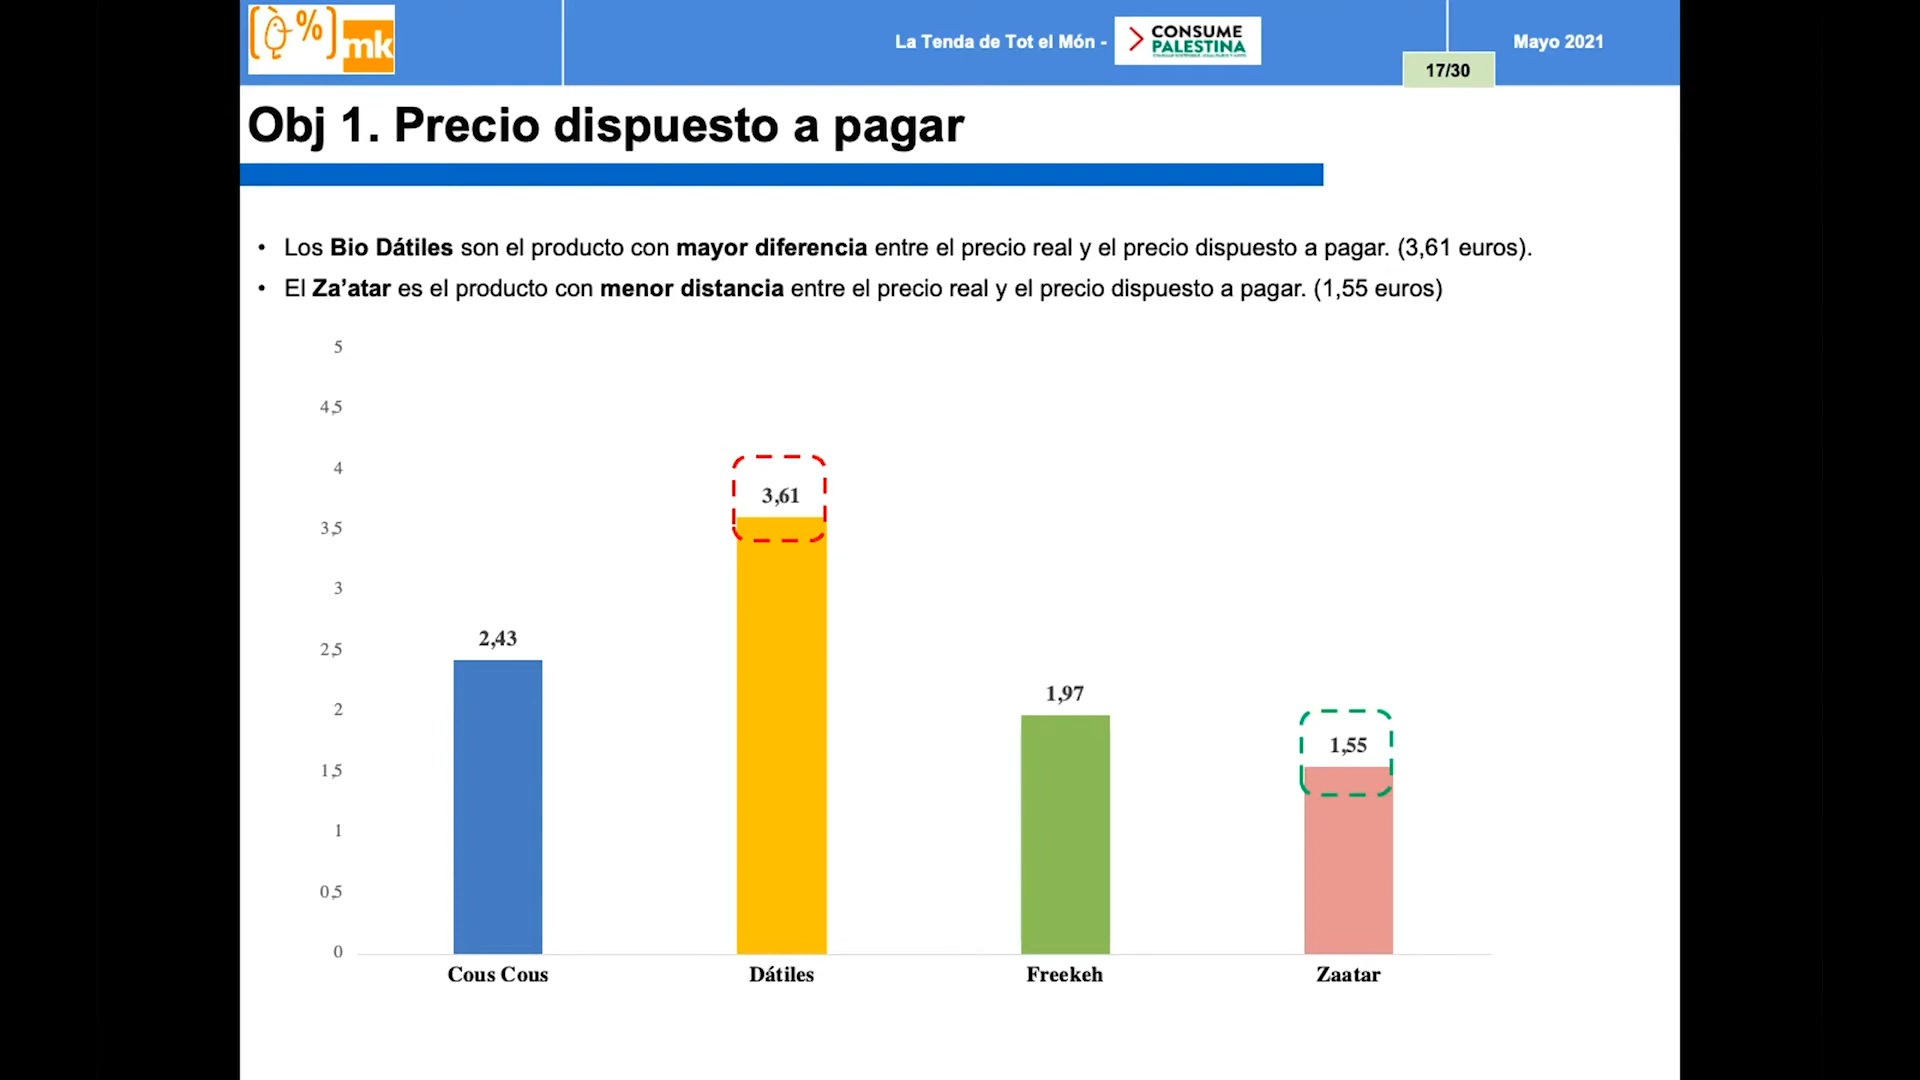 [ò %] mk
La Tenda de Tot el Món -
CONSUME
PALESTINA
Mayo 2021
17/30
Obj 1. Precio dispuesto a pagar
• Los Bio Dátiles son el producto con mayor diferencia entre el precio real y el precio dispuesto a pagar. (3,61 euros).
• El Za’atar es el producto con menor distancia entre el precio real y el precio dispuesto a pagar. (1,55 euros)
5
4,5
4
3,5
3
2,5
2
1,5
1
0,5
0
2,43
3,61
1,97
1,55
Cous Cous
Dátiles
Freekeh
Zaatar